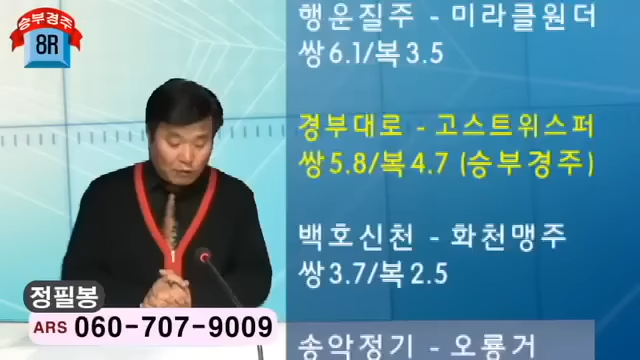 승부경주
8R
행운질주 - 미라클원더
쌍6.1/복3.5
경부대로 - 고스트위스퍼
쌍5.8/복4.7 (승부경주)
백호신천 - 화천맹주
쌍3.7/복2.5
송악정기 - 오룡거
정필봉
ARS 060-707-9009